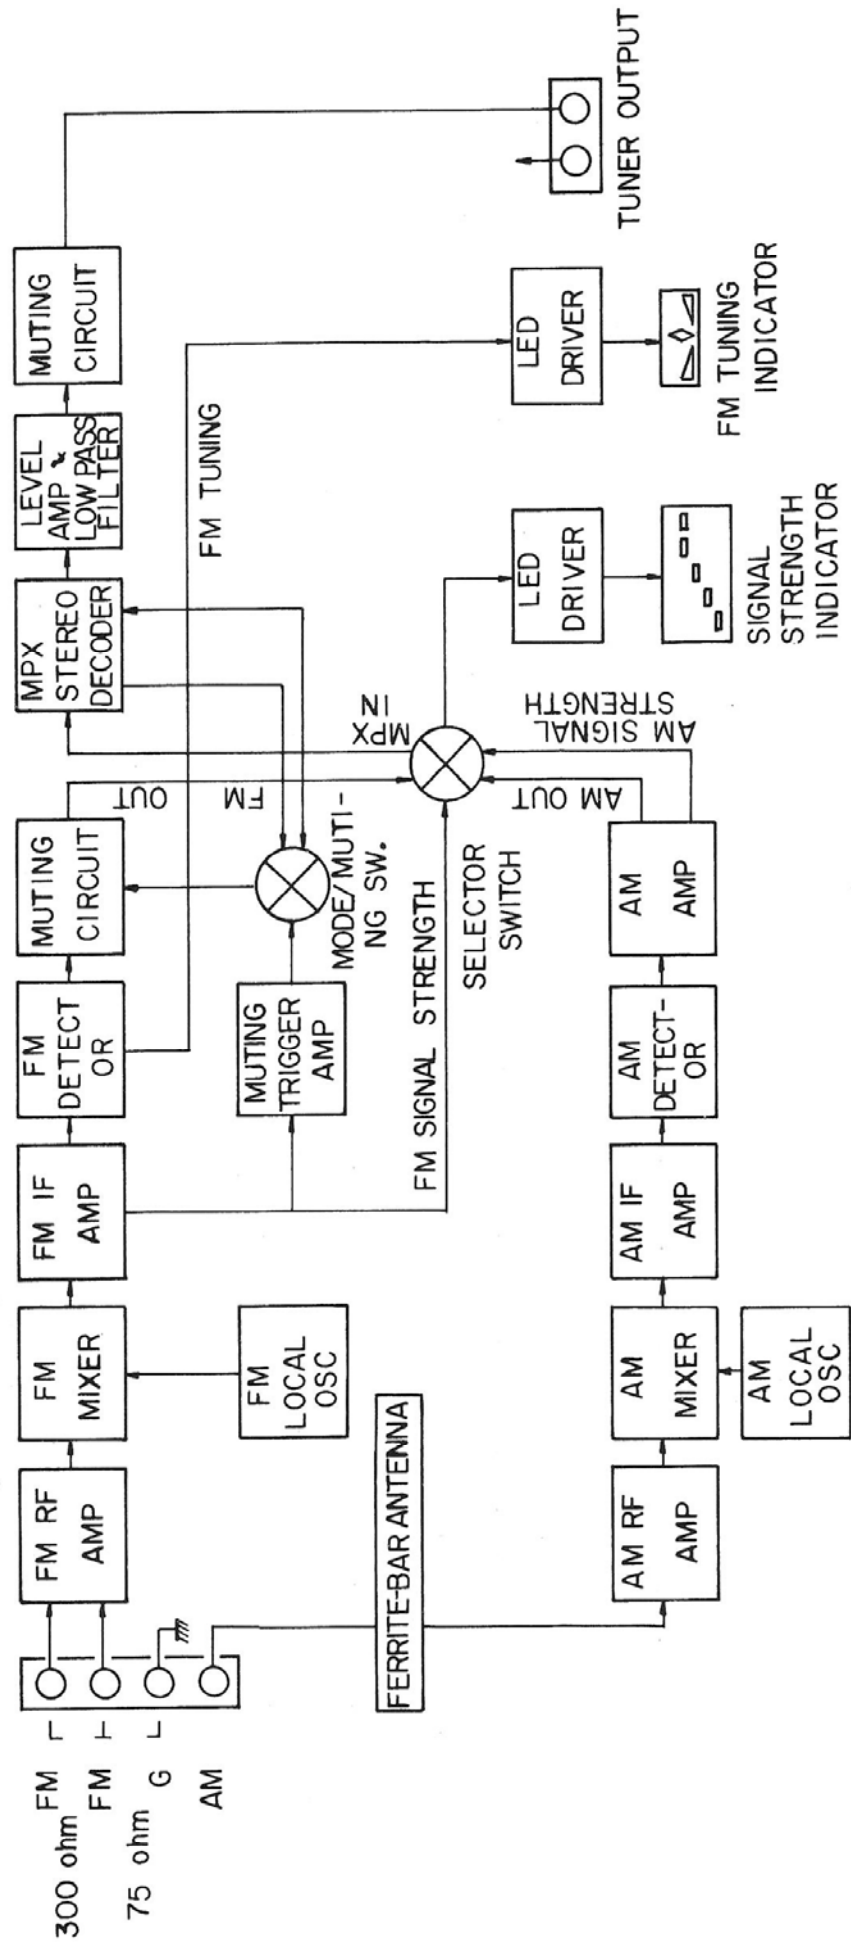 FM
300 ohm
FM
75 ohm
G
AM
FM RF
AMP
FM
MIXER
FM IF
AMP
FM
DETECT
OR
MUTING
CIRCUIT
MPX
STEREO
DECODER
LEVEL
AMP &
LOW PASS
FILTER
MUTING
CIRCUIT
FM
LOCAL
OSC
MUTING
TRIGGER
AMP
MODE/MUTI-
NG SW.
FM OUT
MPX
IN
FM TUNING
FM SIGNAL STRENGTH
SELECTOR
SWITCH
AM OUT
AM SIGNAL
STRENGTH
LED
DRIVER
SIGNAL
STRENGTH
INDICATOR
LED
DRIVER
FM TUNING
INDICATOR
TUNER OUTPUT
FERRITE-BAR ANTENNA
AM RF
AMP
AM
MIXER
AM IF
AMP
AM
DETECT-
OR
AM
AMP
AM
LOCAL
OSC